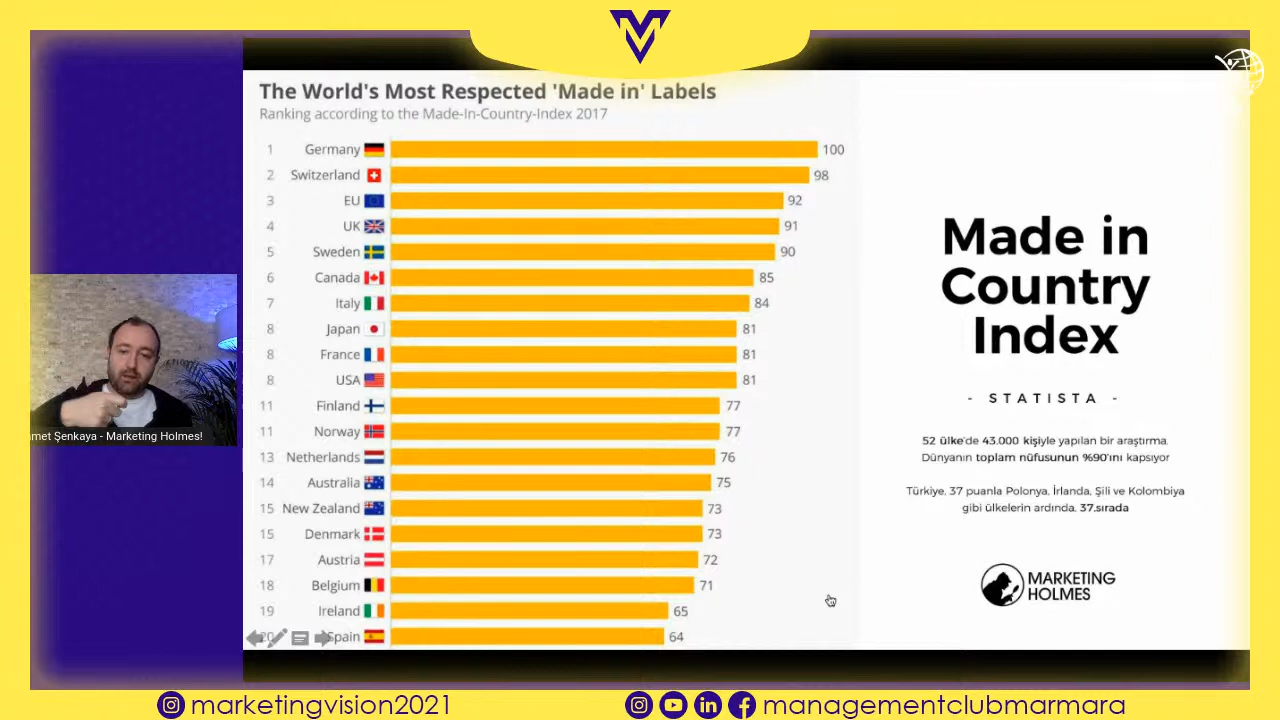 The World's Most Respected 'Made in' Labels
Ranking according to the Made-In-Country-Index 2017
1 Germany 100
2 Switzerland 98
3 EU 92
4 UK 91
5 Sweden 90
6 Canada 85
7 Italy 84
8 Japan 81
8 France 81
8 USA 81
11 Finland 77
11 Norway 77
13 Netherlands 76
14 Australia 75
15 New Zealand 73
15 Denmark 73
17 Austria 72
18 Belgium 71
19 Ireland 65
20 Spain 64
Made in
Country
Index
- STATISTA -
52 ülke'de 43.000 kişiyle yapılan bir araştırma.
Dünyanın toplam nüfusunun %90'ını kapsıyor
Türkiye, 37 puanla Polonya, İrlanda, Şili ve Kolombiya
gibi ülkelerin ardında, 37.sırada
MARKETING
HOLMES
Şenkaya - Marketing Holmes!
marketingvision2021
managementclubmarmara